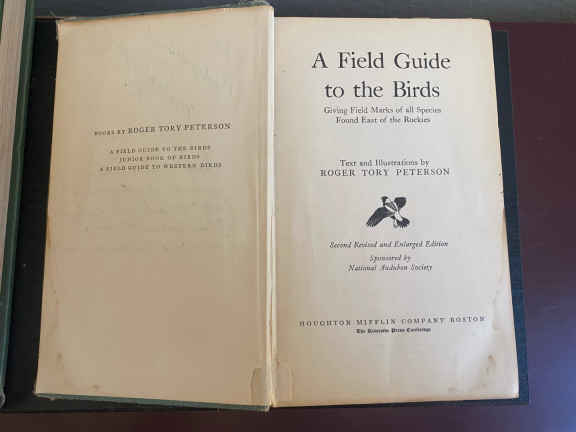 BOOKS BY ROGER TORY PETERSON
A FIELD GUIDE TO THE BIRDS
JUNIOR BOOK OF BIRDS
A FIELD GUIDE TO WESTERN BIRDS
A Field Guide
to the Birds
Giving Field Marks of all Species
Found East of the Rockies
Text and Illustrations by
ROGER TORY PETERSON
Second Revised and Enlarged Edition
Sponsored by
National Audubon Society
HOUGHTON MIFFLIN COMPANY BOSTON
The Riverside Press Cambridge